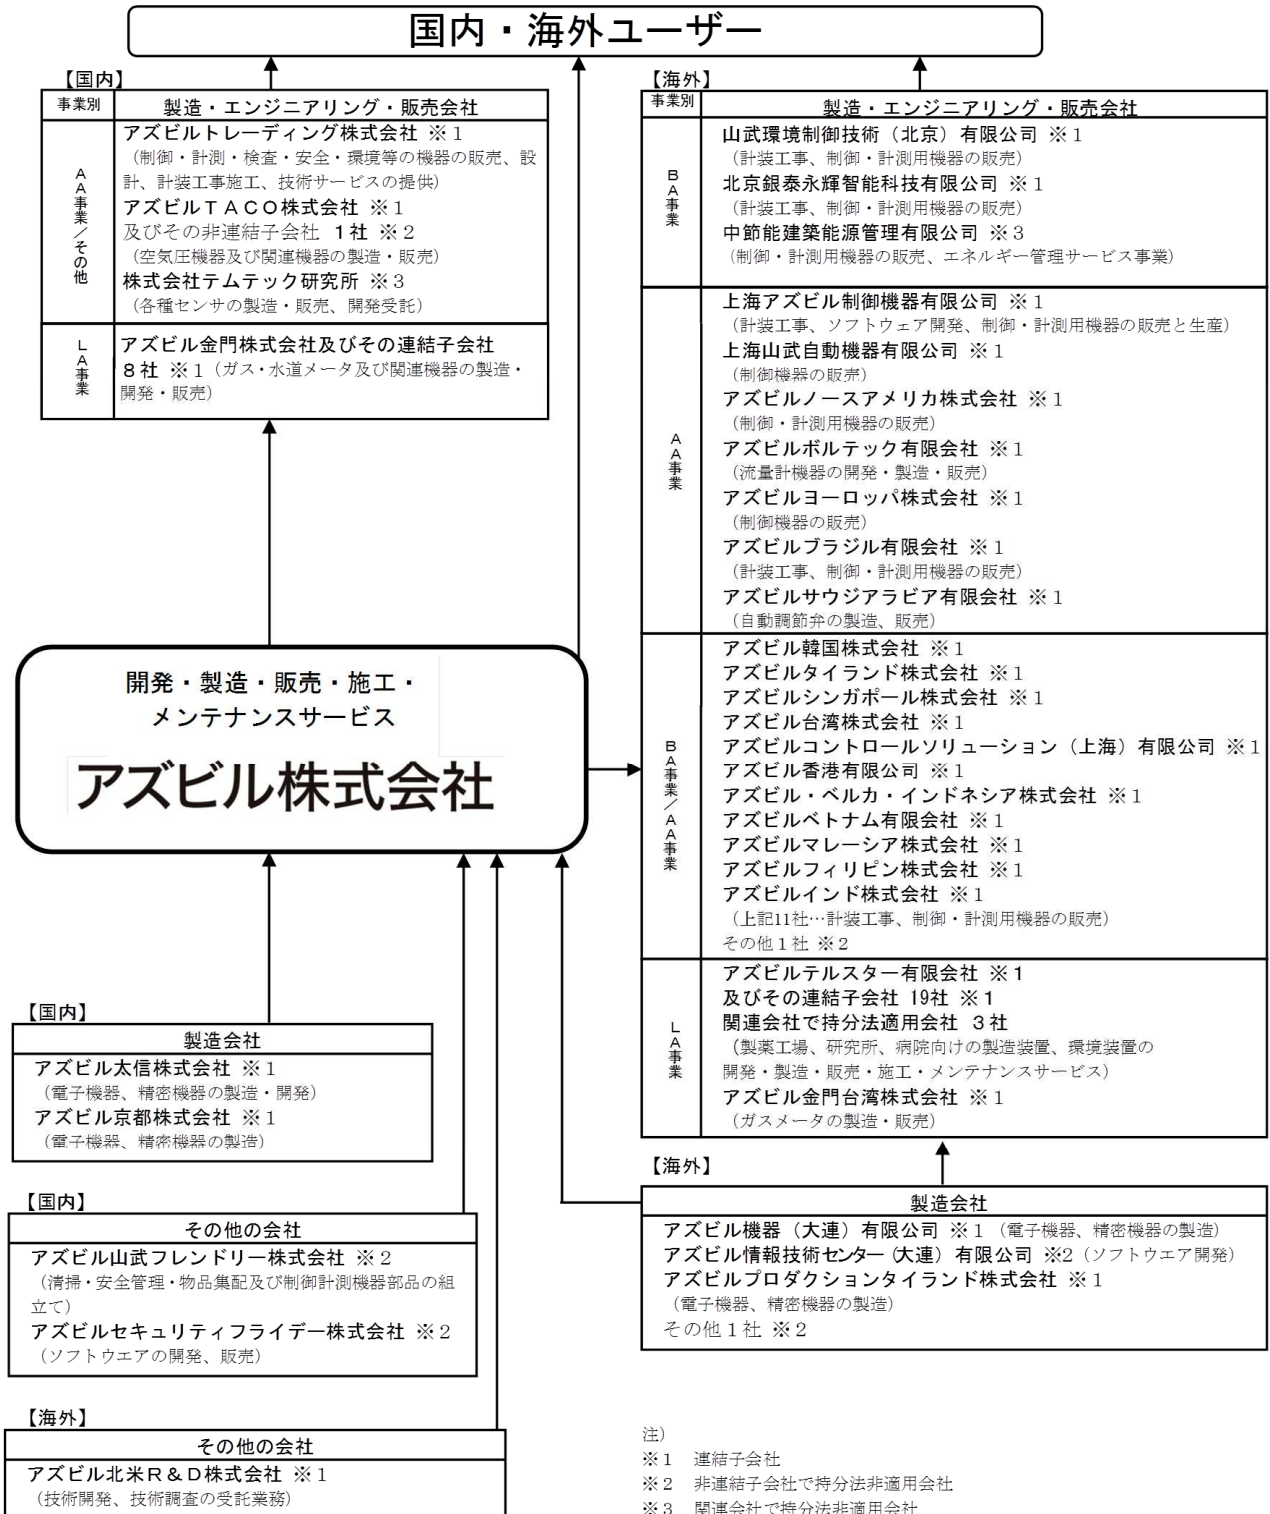 国内・海外ユーザー
【国内】
事業別
製造・エンジニアリング・販売会社
AA事業/その他
アズビルトレーディング株式会社 ※1
(制御・計測・検査・安全・環境等の機器の販売、設
計、計装工事施工、技術サービスの提供)
アズビルTACO株式会社 ※1
及びその非連結子会社 1社 ※2
(空気圧機器及び関連機器の製造・販売)
株式会社テムテック研究所 ※3
(各種センサの製造・販売、開発受託)
LA事業
アズビル金門株式会社及びその連結子会社
8社 ※1(ガス・水道メータ及び関連機器の製造・
開発・販売)
【海外】
事業別
製造・エンジニアリング・販売会社
BA事業
山武環境制御技術(北京)有限公司 ※1
(計装工事、制御・計測用機器の販売)
北京銀泰永輝智能科技有限公司 ※1
(計装工事、制御・計測用機器の販売)
中節能建築能源管理有限公司 ※3
(制御・計測用機器の販売、エネルギー管理サービス事業)
AA事業
上海アズビル制御機器有限公司 ※1
(計装工事、ソフトウェア開発、制御・計測用機器の販売と生産)
上海山武自動機器有限公司 ※1
(制御機器の販売)
アズビルノースアメリカ株式会社 ※1
(制御・計測用機器の販売)
アズビルボルテック有限会社 ※1
(流量計機器の開発・製造・販売)
アズビルヨーロッパ株式会社 ※1
(制御機器の販売)
アズビルブラジル有限会社 ※1
(計装工事、制御・計測用機器の販売)
アズビルサウジアラビア有限会社 ※1
(自動調節弁の製造、販売)
BA事業/AA事業
アズビル韓国株式会社 ※1
アズビルタイランド株式会社 ※1
アズビルシンガポール株式会社 ※1
アズビル台湾株式会社 ※1
アズビルコントロールソリューション(上海)有限公司 ※1
アズビル香港有限公司 ※1
アズビル・ベルカ・インドネシア株式会社 ※1
アズビルベトナム有限会社 ※1
アズビルマレーシア株式会社 ※1
アズビルフィリピン株式会社 ※1
アズビルインド株式会社 ※1
(上記11社…計装工事、制御・計測用機器の販売)
その他1社 ※2
LA事業
アズビルテルスター有限会社 ※1
及びその連結子会社 19社 ※1
関連会社で持分法適用会社 3社
(製薬工場、研究所、病院向けの製造装置、環境装置の
開発・製造・販売・施工・メンテナンスサービス)
アズビル金門台湾株式会社 ※1
(ガスメータの製造・販売)
開発・製造・販売・施工・
メンテナンスサービス
アズビル株式会社
【国内】
製造会社
アズビル太信株式会社 ※1
(電子機器、精密機器の製造・開発)
アズビル京都株式会社 ※1
(電子機器、精密機器の製造)
【国内】
その他の会社
アズビル山武フレンドリー株式会社 ※2
(清掃・安全管理・物品集配及び制御計測機器部品の組
立て)
アズビルセキュリティフライデー株式会社 ※2
(ソフトウエアの開発、販売)
【海外】
その他の会社
アズビル北米R&D株式会社 ※1
(技術開発、技術調査の受託業務)
【海外】
製造会社
アズビル機器(大連)有限公司 ※1(電子機器、精密機器の製造)
アズビル情報技術センター(大連)有限公司 ※2(ソフトウエア開発)
アズビルプロダクションタイランド株式会社 ※1
(電子機器、精密機器の製造)
その他1社 ※2
注)
※1 連結子会社
※2 非連結子会社で持分法非適用会社
※3 関連会社で持分法非適用会社